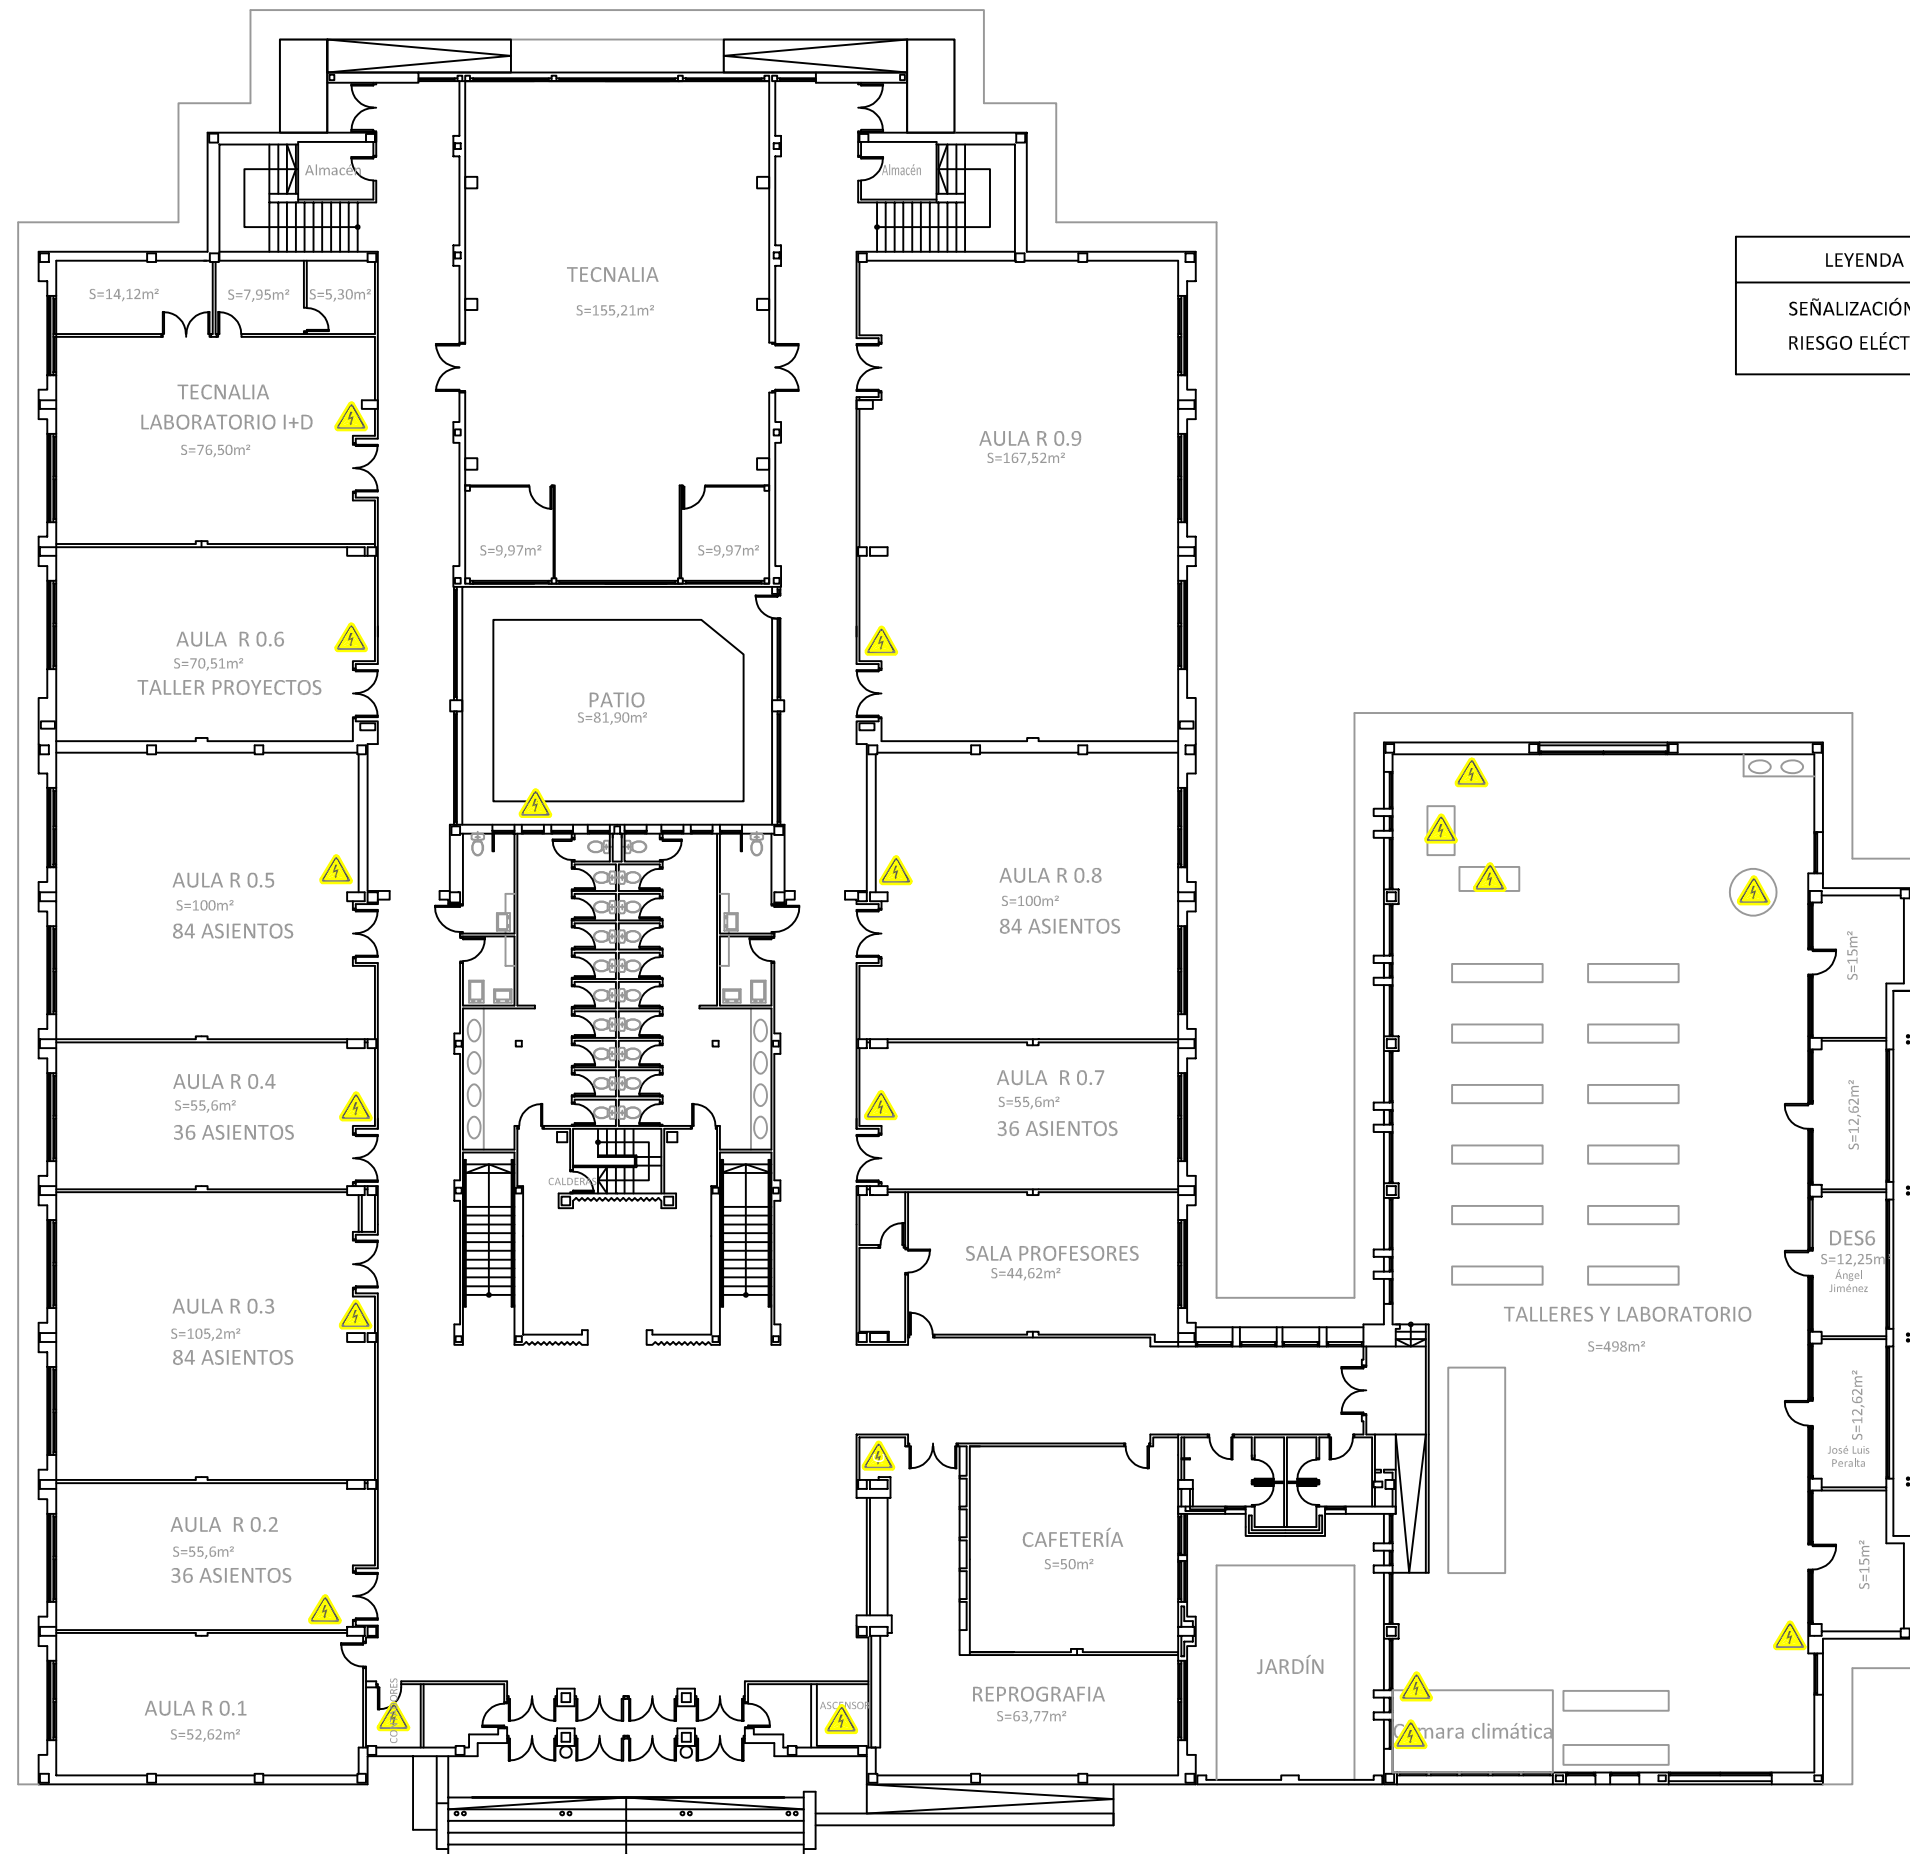 Almacén
Almacén
LEYENDA
SEÑALIZACIÓN
RIESGO ELÉCT
TECNALIA
S=155,21m²
S=14,12m²
S=7,95m²
S=5,30m²
TECNALIA
LABORATORIO I+D
S=76,50m²
AULA R 0.9
S=167,52m²
S=9,97m²
S=9,97m²
AULA R 0.6
S=70,51m²
TALLER PROYECTOS
PATIO
S=81,90m²
AULA R 0.5
S=100m²
84 ASIENTOS
AULA R 0.8
S=100m²
84 ASIENTOS
S=15m²
AULA R 0.4
S=55,6m²
36 ASIENTOS
AULA R 0.7
S=55,6m²
36 ASIENTOS
S=12,62m²
CALDERAS
SALA PROFESORES
S=44,62m²
DES6
S=12,25m
Ángel
Jiménez
AULA R 0.3
S=105,2m²
84 ASIENTOS
TALLERES Y LABORATORIO
S=498m²
S=12,62m²
José Luis
Peralta
AULA R 0.2
S=55,6m²
36 ASIENTOS
CAFETERÍA
S=50m²
S=15m²
JARDÍN
AULA R 0.1
S=52,62m²
REPROGRAFIA
S=63,77m²
ASCENSOR
Cámara climática